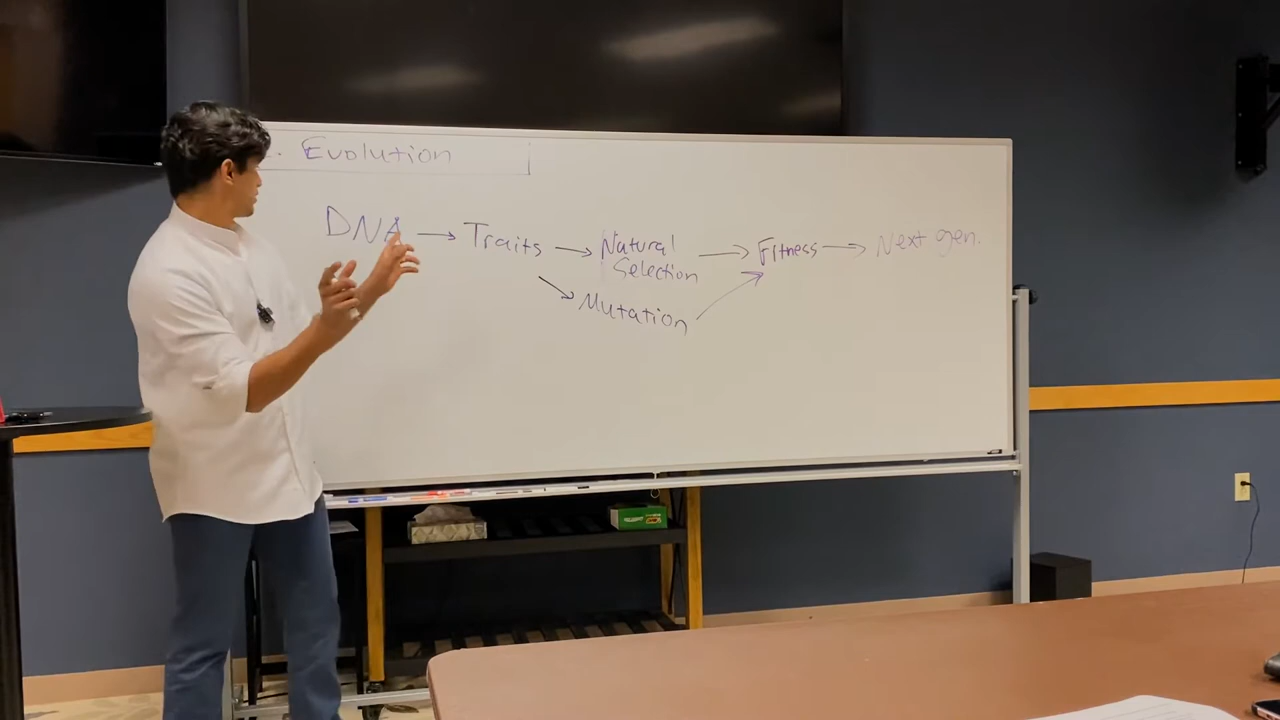 Evolution
DNA → Traits → Natural Selection → Fitness → Next gen.
Mutation